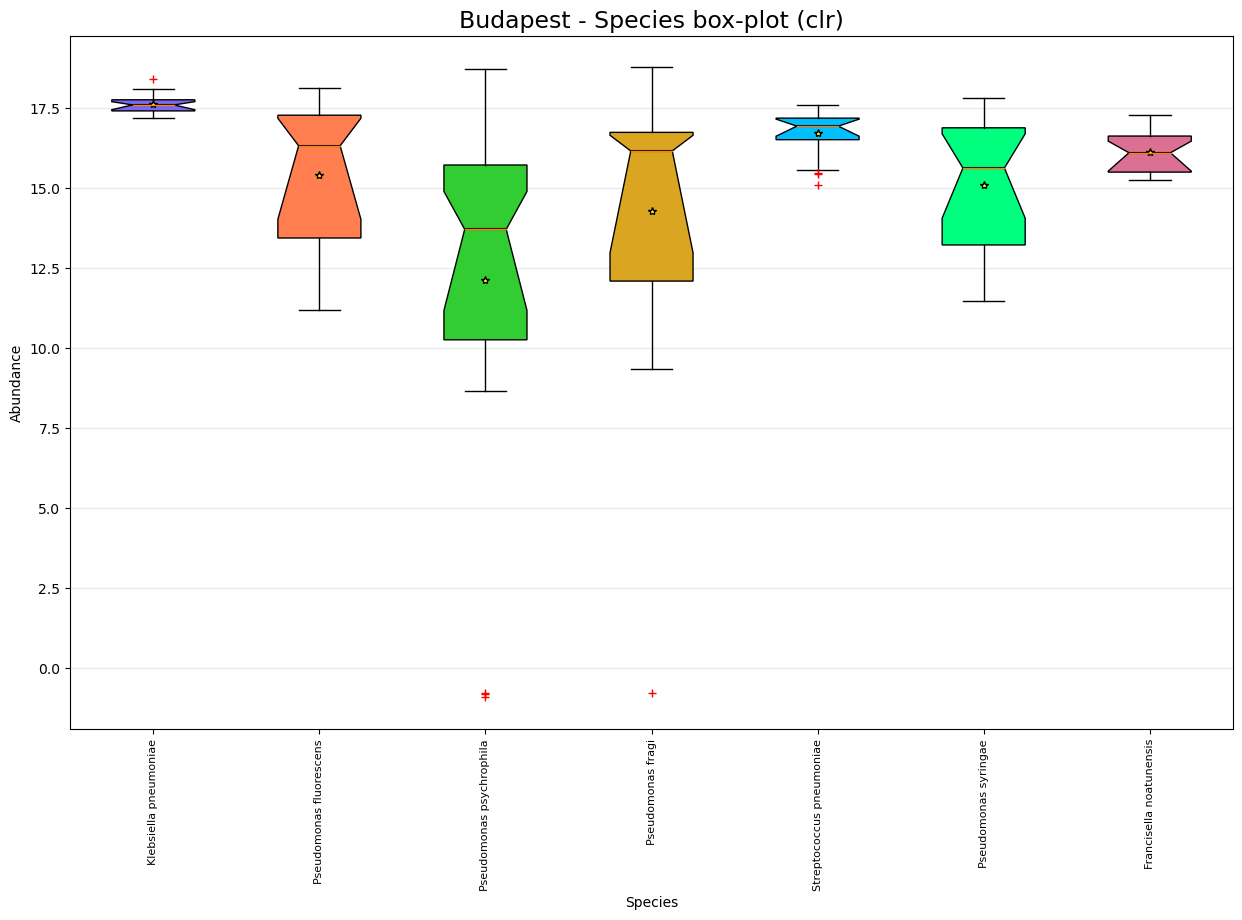 Budapest - Species box-plot (clr)
17.5
15.0
12.5
10.0
7.5
5.0
2.5
0.0
Abundance
Klebsiella pneumoniae
Pseudomonas fluorescens
Pseudomonas psychrophila
Pseudomonas fragi
Streptococcus pneumoniae
Pseudomonas syringae
Francisella noatunensis
Species